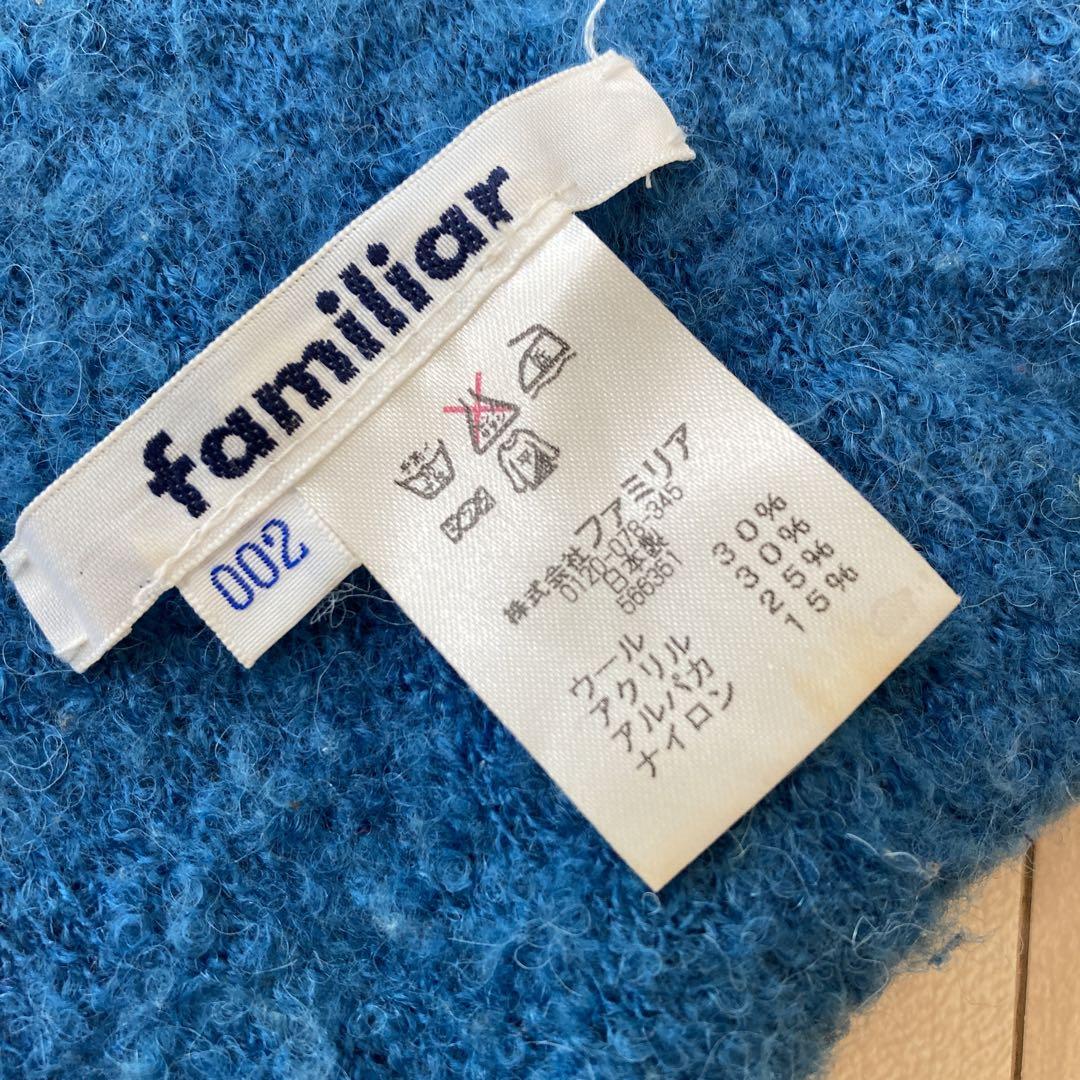 familiar
002
株式会社 ファミリア
0120-078-345
日本製
566361
ウール 30%
アクリル 30%
アルパカ 25%
ナイロン 15%